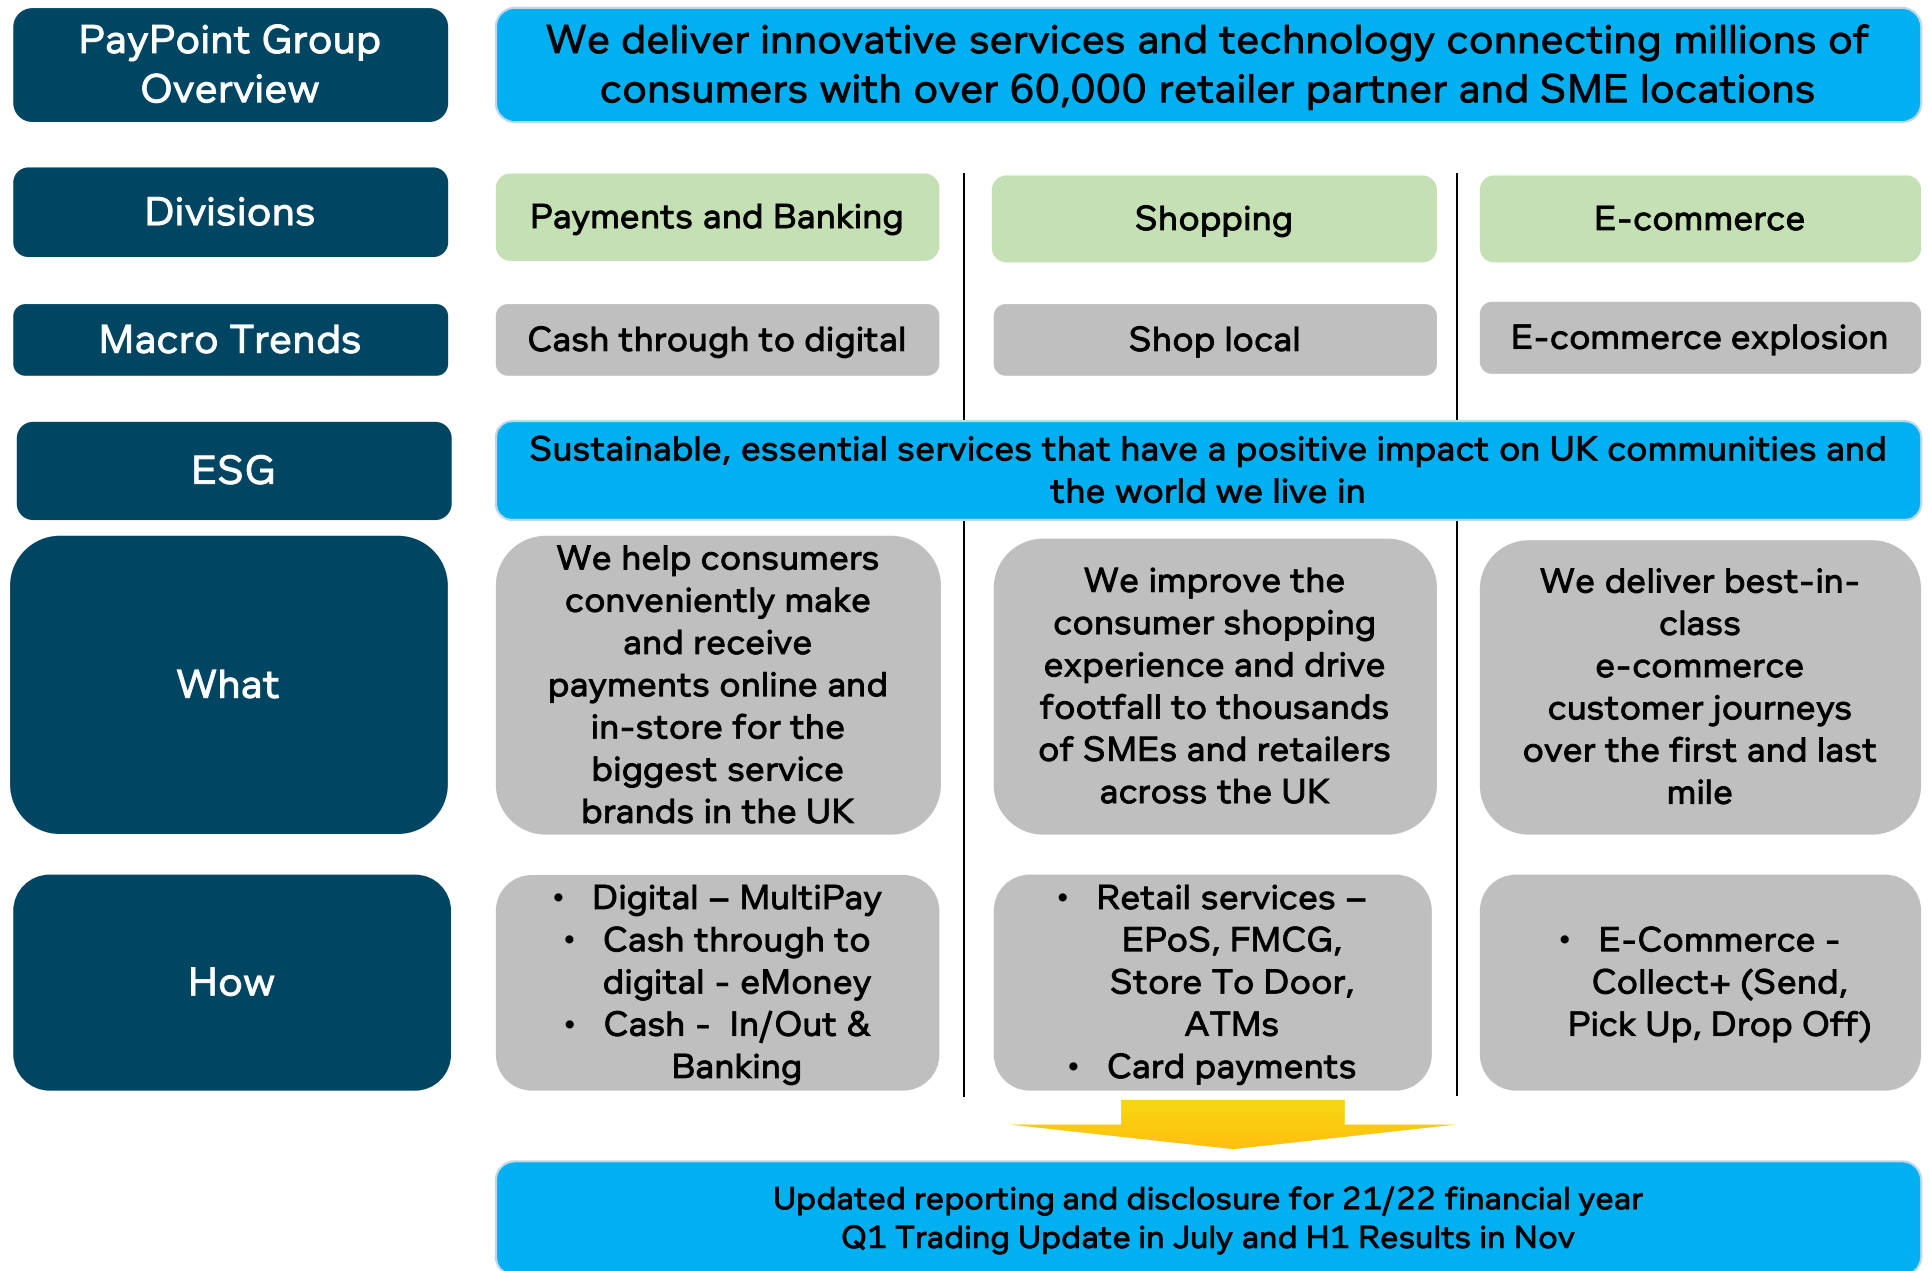 PayPoint Group
Overview
We deliver innovative services and technology connecting millions of
consumers with over 60,000 retailer partner and SME locations
Divisions
Payments and Banking
Shopping
E-commerce
Macro Trends
Cash through to digital
Shop local
E-commerce explosion
ESG
Sustainable, essential services that have a positive impact on UK communities and
the world we live in
What
We help consumers
conveniently make
and receive
payments online and
in-store for the
biggest service
brands in the UK
We improve the
consumer shopping
experience and drive
footfall to thousands
of SMEs and retailers
across the UK
We deliver best-in-
class
e-commerce
customer journeys
over the first and last
mile
How
• Digital – MultiPay
• Cash through to
digital - eMoney
• Cash - In/Out &
Banking
• Retail services –
EPoS, FMCG,
Store To Door,
ATMs
• Card payments
• E-Commerce -
Collect+ (Send,
Pick Up, Drop Off)
Updated reporting and disclosure for 21/22 financial year
Q1 Trading Update in July and H1 Results in Nov